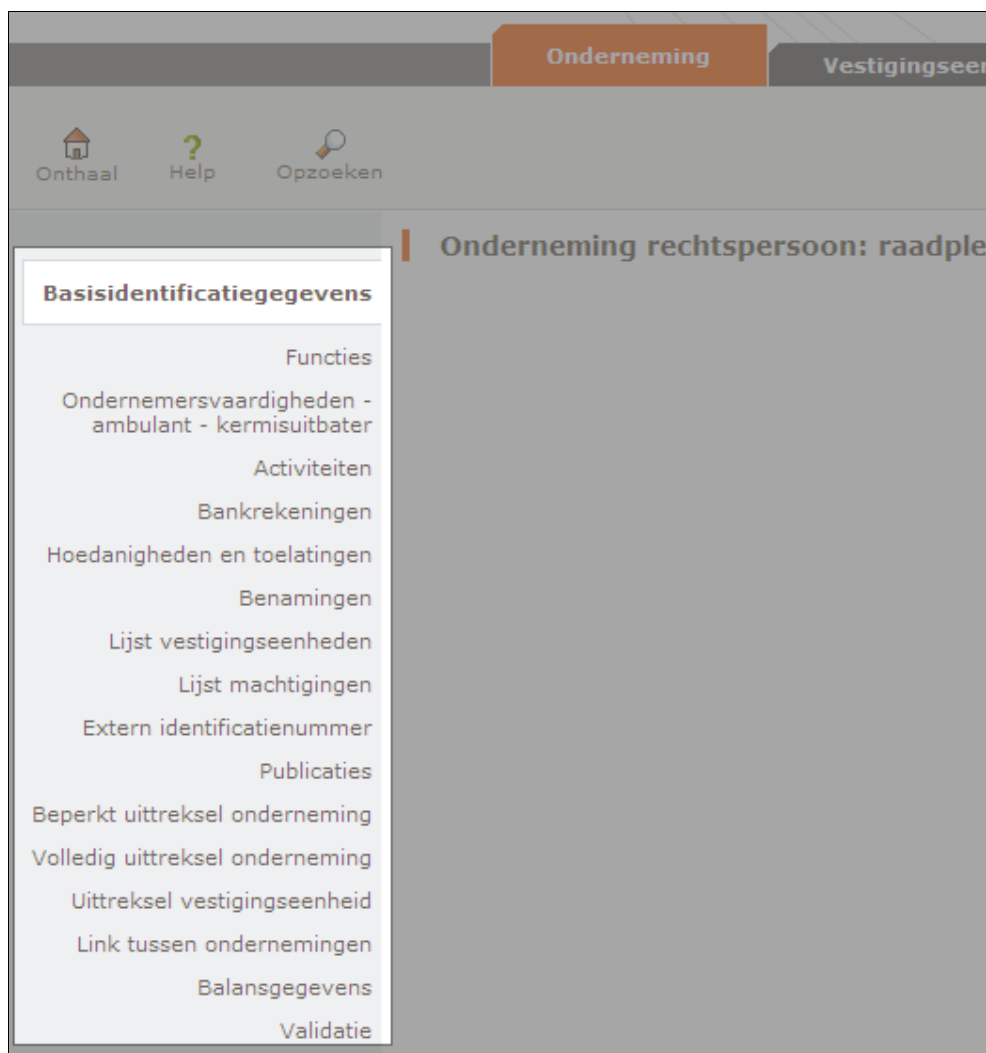 Onderneming
Onthaal Help Opzoeken
Onderneming rechtspersoon:
Basisidentificatiegegevens
Functies
Ondernemersvaardigheden -
ambulant - kermisuitbater
Activiteiten
Bankrekeningen
Hoedanigheden en toelatingen
Benamingen
Lijst vestigingseenheden
Lijst machtigingen
Extern identificatienummer
Publicaties
Beperkt uittreksel onderneming
Volledig uittreksel onderneming
Uittreksel vestigingseenheid
Link tussen ondernemingen
Balansgegevens
Validatie